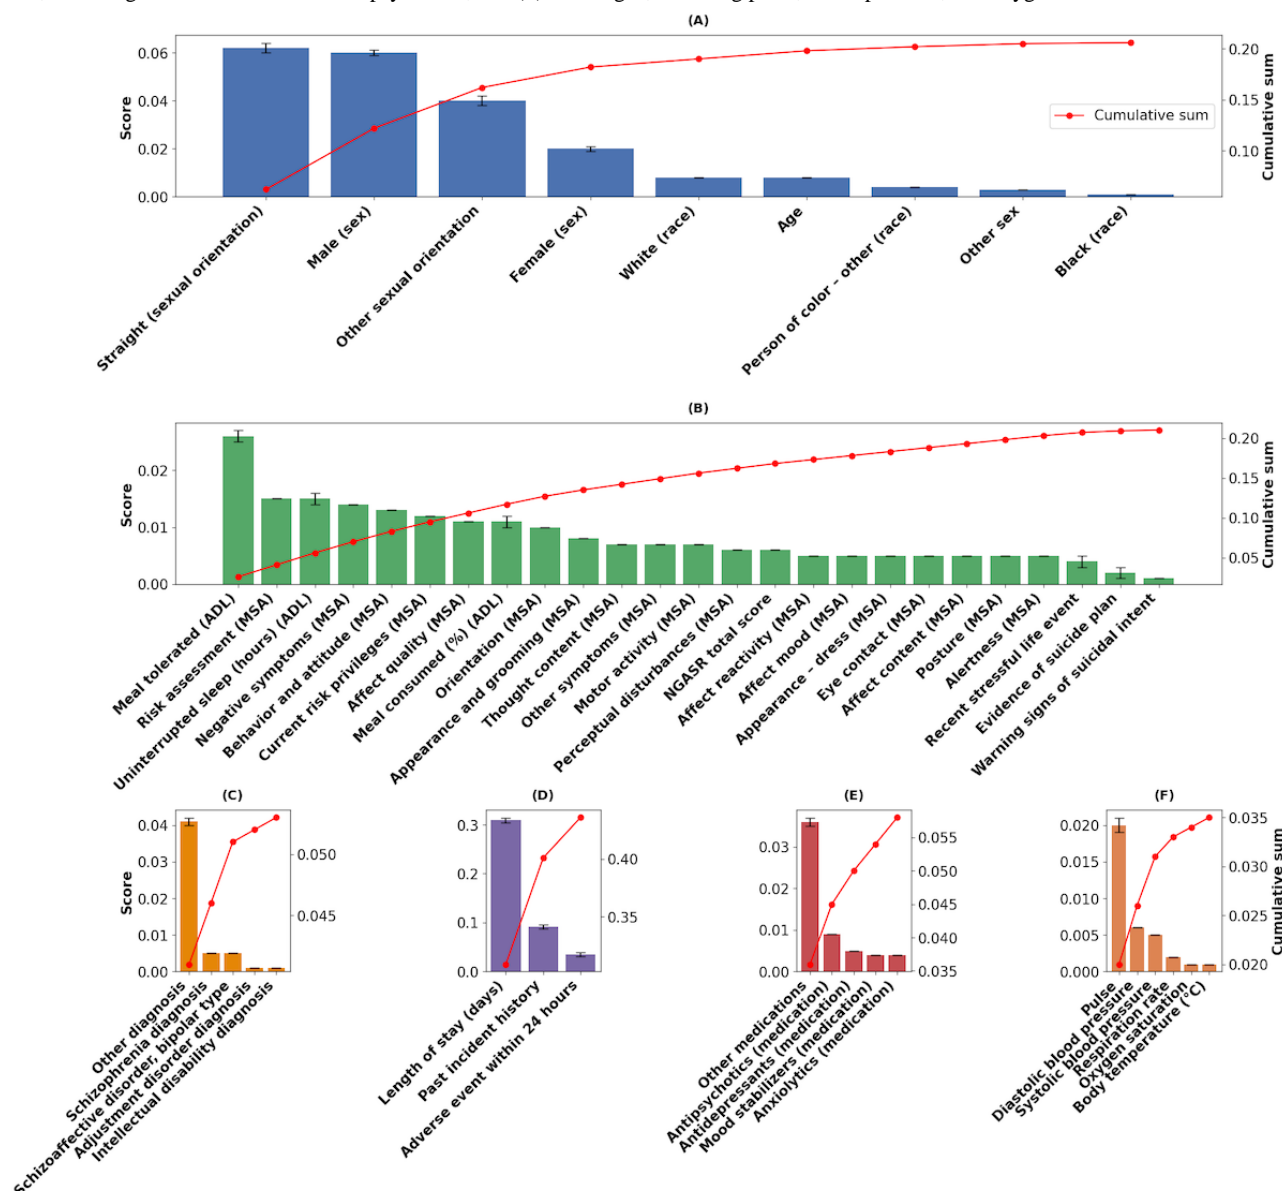 (A)
Score
0.06
0.04
0.02
0.00
0.20
0.15
0.10
Cumulative sum
Cumulative sum
Straight (sexual orientation)
Male (sex)
Other sexual orientation
Female (sex)
White (race)
Age
Person of color – other (race)
Other sex
Black (race)
(B)
Score
0.02
0.01
0.00
0.20
0.15
0.10
0.05
Cumulative sum
Meal tolerated (ADL)
Risk assessment (MSA)
Uninterrupted sleep (hours) (ADL)
Negative symptoms (MSA)
Behavior and attitude (MSA)
Current risk privileges (MSA)
Affect quality (MSA)
Meal consumed (%) (ADL)
Orientation (MSA)
Appearance and grooming (MSA)
Thought content (MSA)
Other symptoms (MSA)
Motor activity (MSA)
Perceptual disturbances (MSA)
NGASR total score
Affect reactivity (MSA)
Affect mood (MSA)
Appearance – dress (MSA)
Eye contact (MSA)
Affect content (MSA)
Posture (MSA)
Alertness (MSA)
Recent stressful life event
Evidence of suicide plan
Warning signs of suicidal intent
(C)
Score
0.04
0.03
0.02
0.01
0.00
0.050
0.045
Other diagnosis
Schizophrenia diagnosis
Schizoaffective disorder, bipolar type
Adjustment disorder diagnosis
Intellectual disability diagnosis
(D)
0.3
0.2
0.1
0.0
0.40
0.35
Length of stay (days)
Past incident history
Adverse event within 24 hours
(E)
0.03
0.02
0.01
0.00
0.055
0.050
0.045
0.040
0.035
Other medications
Antipsychotics (medication)
Antidepressants (medication)
Mood stabilizers (medication)
Anxiolytics (medication)
(F)
0.020
0.015
0.010
0.005
0.000
0.035
0.030
0.025
0.020
Cumulative sum
Pulse
Diastolic blood pressure
Systolic blood pressure
Respiration rate
Oxygen saturation
Body temperature (°C)